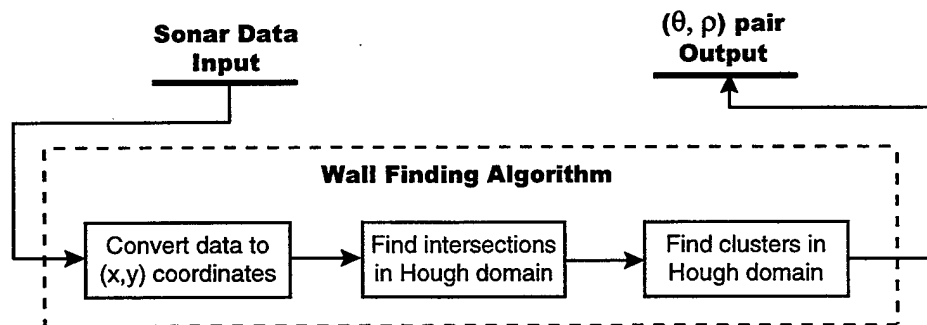 Sonar Data
Input
(θ, ρ) pair
Output
Wall Finding Algorithm
Convert data to
(x,y) coordinates
Find intersections
in Hough domain
Find clusters in
Hough domain